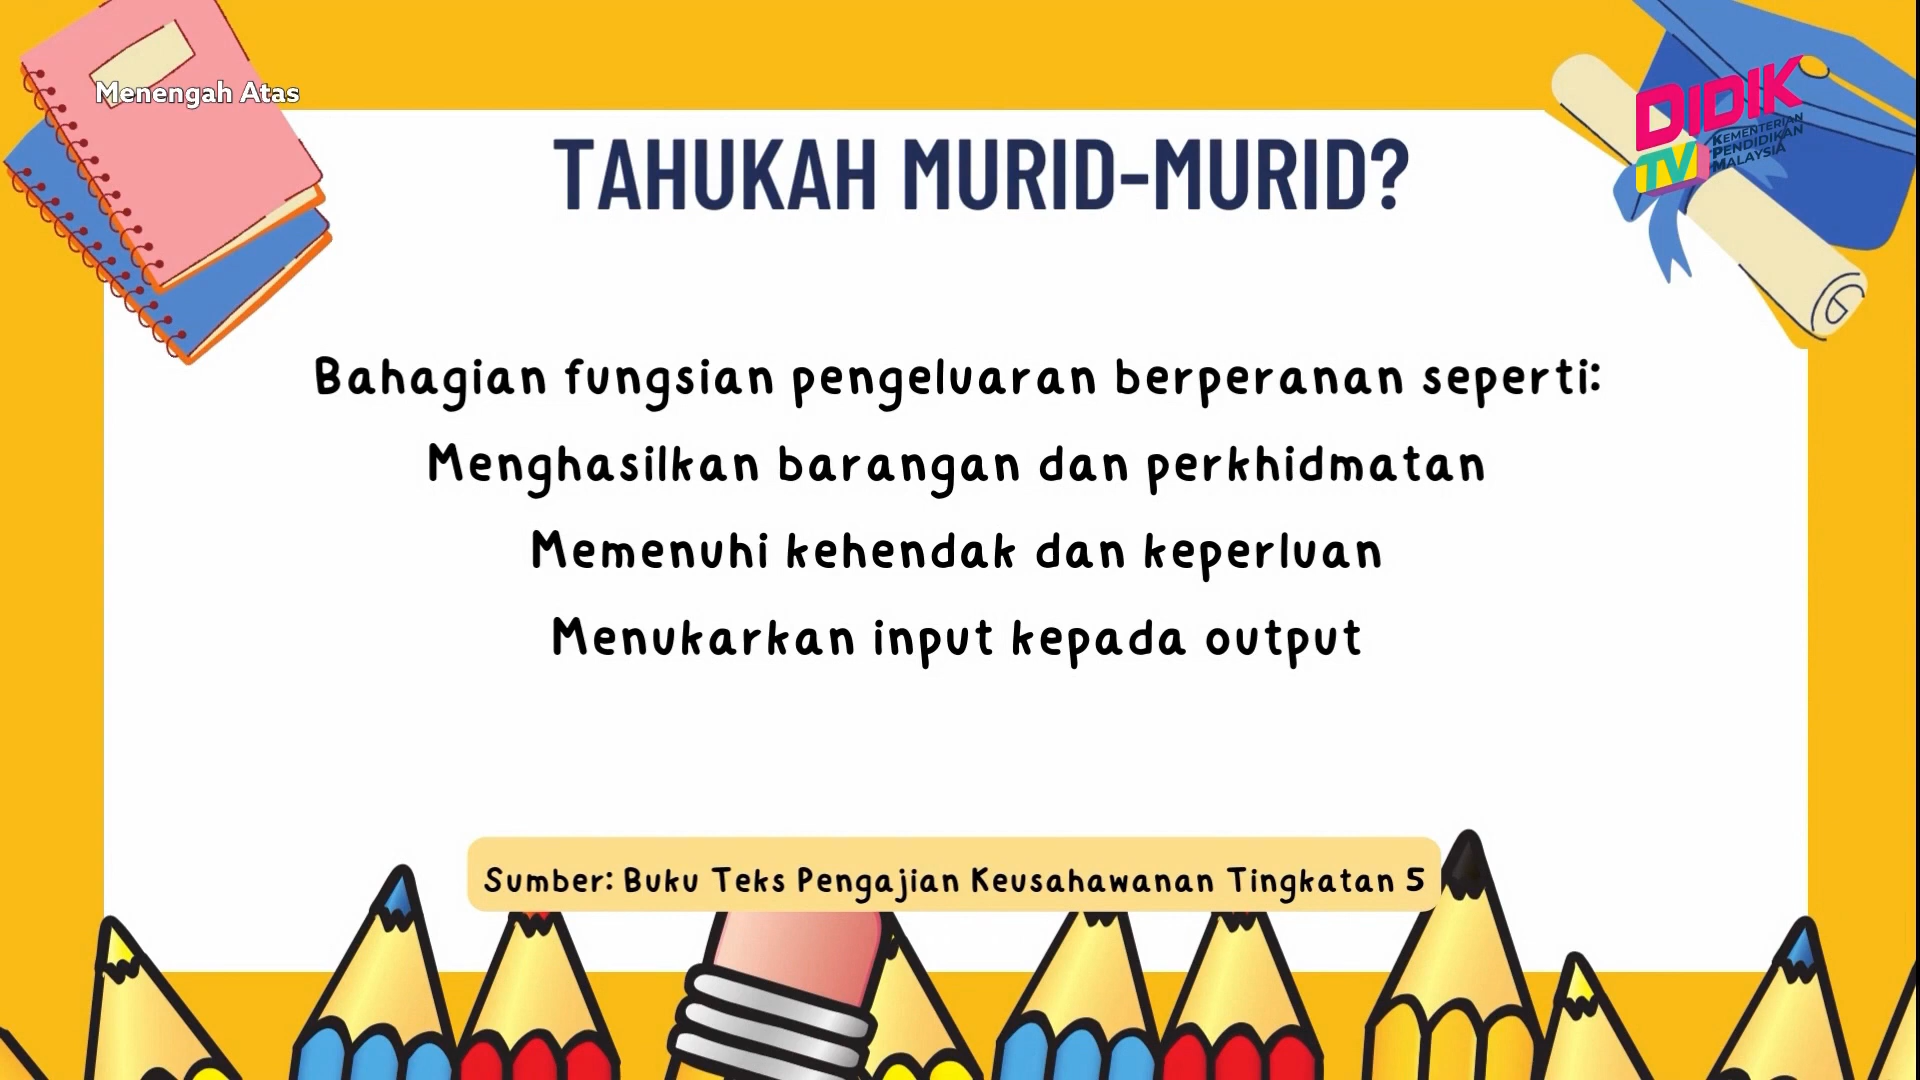 Menengah Atas
DIDIK
TV
KEMENTERIAN
PENDIDIKAN
MALAYSIA
TAHUKAH MURID-MURID?
Bahagian fungsian pengeluaran berperanan seperti:
Menghasilkan barangan dan perkhidmatan
Memenuhi kehendak dan keperluan
Menukarkan input kepada output
Sumber: Buku Teks Pengajian Keusahawanan Tingkatan 5